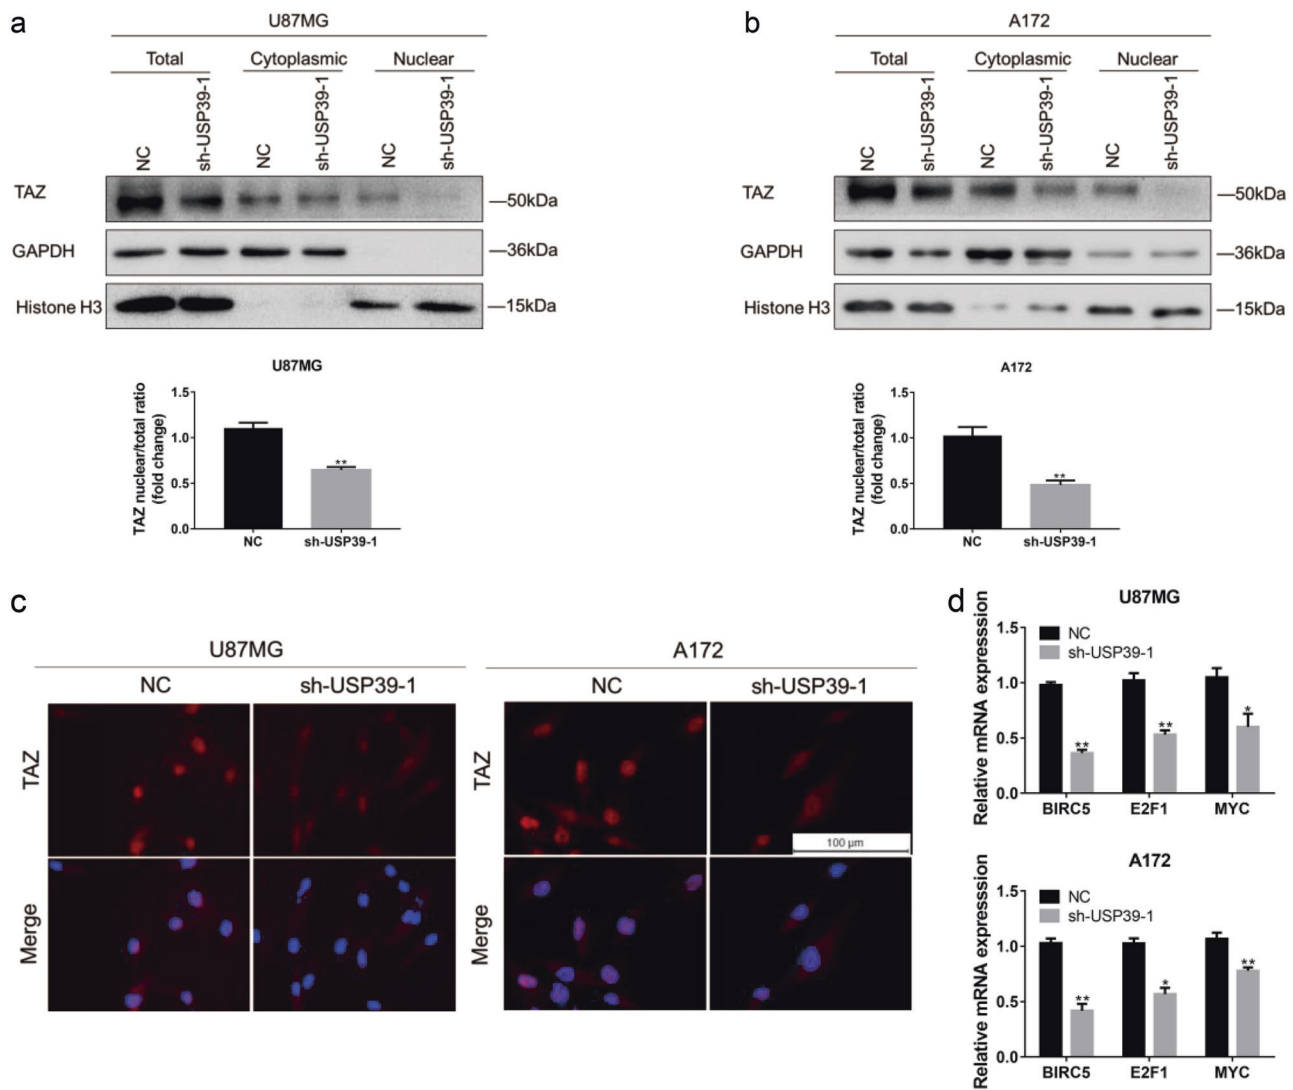 a
U87MG
Total Cytoplasmic Nuclear
NC sh-USP39-1 NC sh-USP39-1 NC sh-USP39-1
TAZ —50kDa
GAPDH —36kDa
Histone H3 —15kDa
U87MG
TAZ nuclear/total ratio
(fold change)
1.5
1.0
0.5
0.0
**
NC sh-USP39-1
b
A172
Total Cytoplasmic Nuclear
NC sh-USP39-1 NC sh-USP39-1 NC sh-USP39-1
TAZ —50kDa
GAPDH —36kDa
Histone H3 —15kDa
A172
TAZ nuclear/total ratio
(fold change)
1.5
1.0
0.5
0.0
**
NC sh-USP39-1
c
U87MG
NC sh-USP39-1
TAZ
Merge
A172
NC sh-USP39-1
TAZ
100 μm
Merge
d
U87MG
Relative mRNA expresssion
1.5
1.0
0.5
0.0
NC
sh-USP39-1
** ** *
BIRC5 E2F1 MYC
A172
Relative mRNA expresssion
1.5
1.0
0.5
0.0
NC
sh-USP39-1
** * **
BIRC5 E2F1 MYC